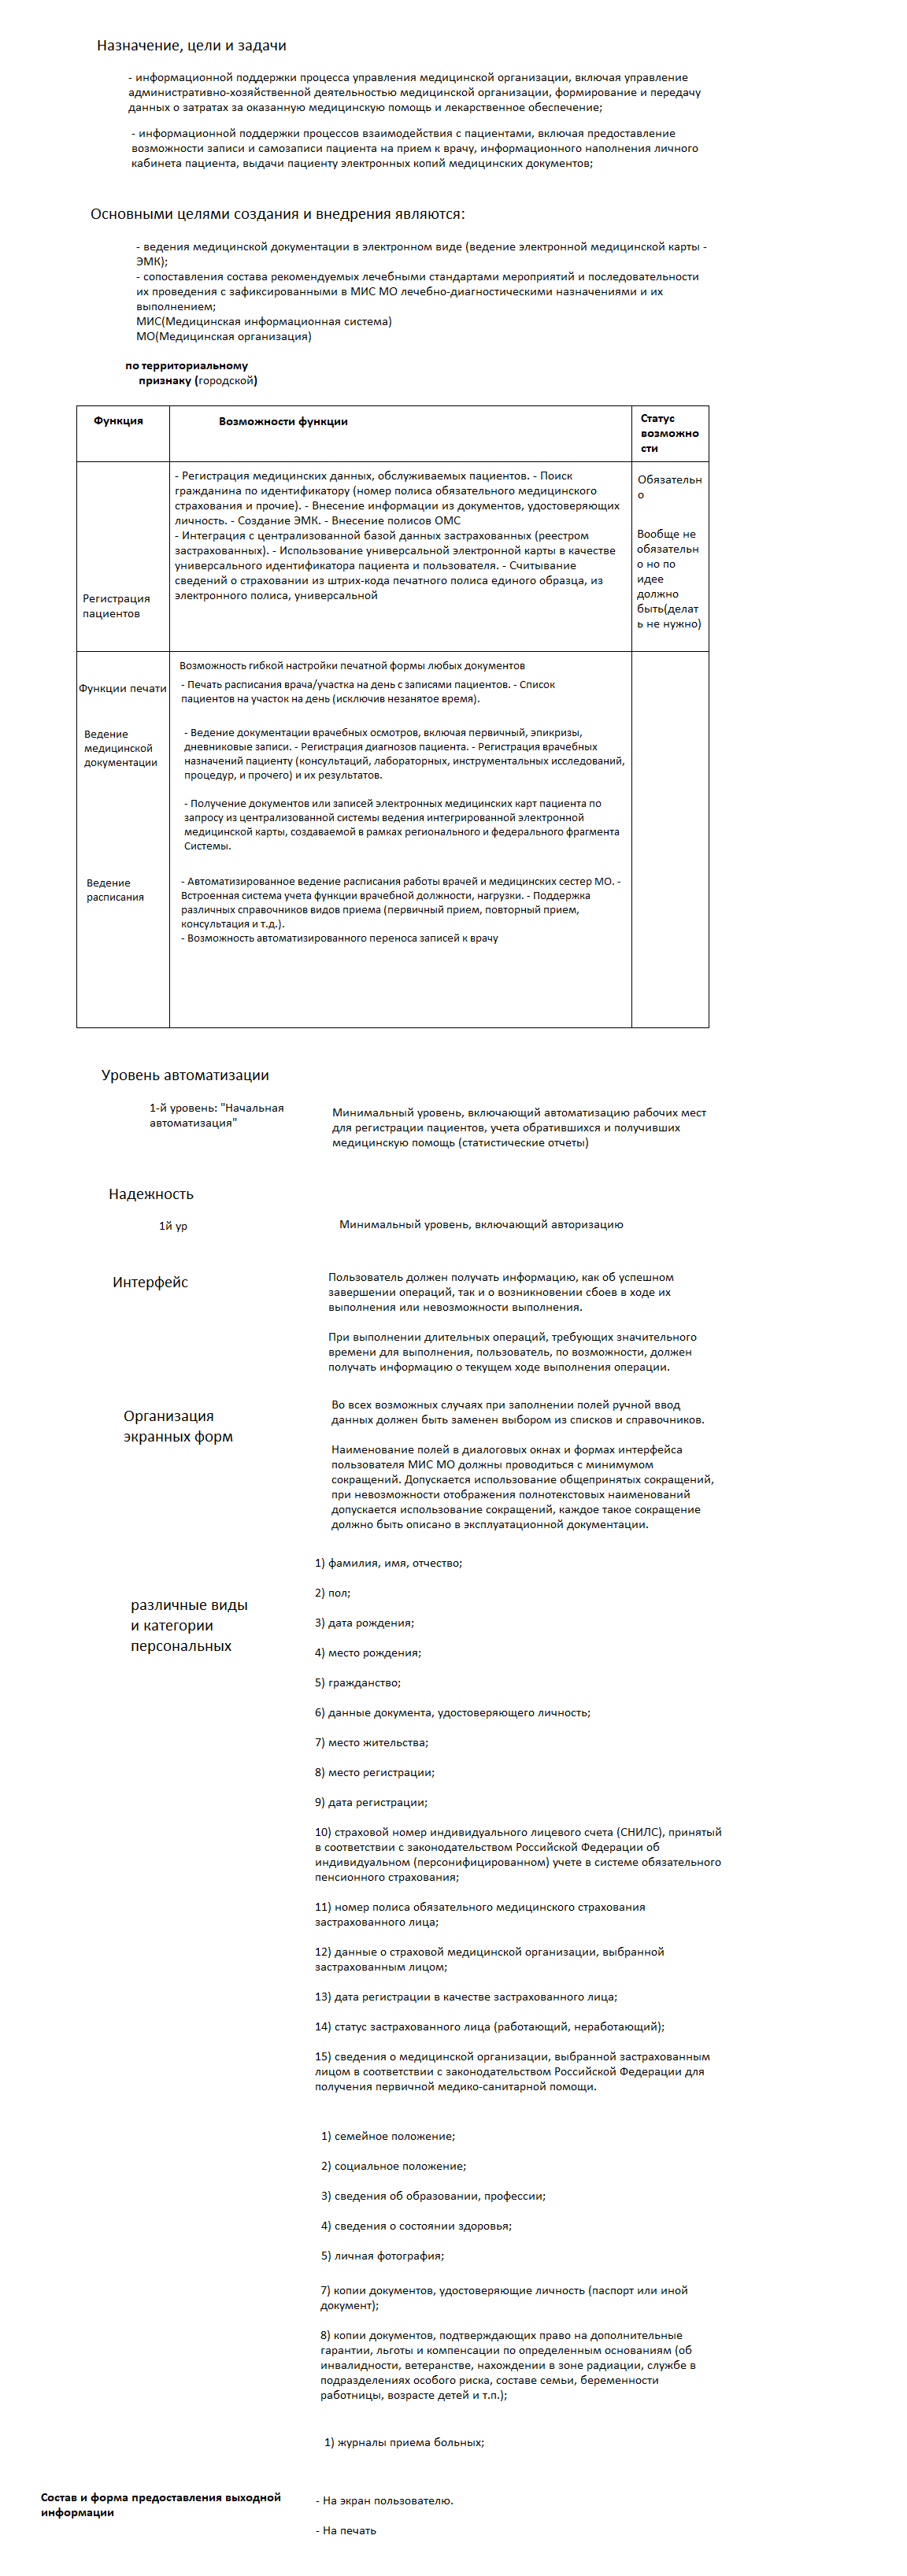 Назначение, цели и задачи
- информационной поддержки процесса управления медицинской организации, включая управление
административно-хозяйственной деятельностью медицинской организации, формирование и передачу
данных о затратах за оказанную медицинскую помощь и лекарственное обеспечение;
- информационной поддержки процессов взаимодействия с пациентами, включая предоставление
возможности записи и самозаписи пациента на прием к врачу, информационного наполнения личного
кабинета пациента, выдачи пациенту электронных копий медицинских документов;
Основными целями создания и внедрения являются:
- ведения медицинской документации в электронном виде (ведение электронной медицинской карты -
ЭМК);
- сопоставления состава рекомендуемых лечебными стандартами мероприятий и последовательности
их проведения с зафиксированными в МИС МО лечебно-диагностическими назначениями и их
выполнением;
МИС(Медицинская информационная система)
МО(Медицинская организация)
по территориальному
признаку (городской)
Функция
Возможности функции
Статус
возможно
сти
Регистрация
пациентов
- Регистрация медицинских данных, обслуживаемых пациентов. - Поиск
гражданина по идентификатору (номер полиса обязательного медицинского
страхования и прочие). - Внесение информации из документов, удостоверяющих
личность. - Создание ЭМК. - Внесение полисов ОМС
- Интеграция с централизованной базой данных застрахованных (реестром
застрахованных). - Использование универсальной электронной карты в качестве
универсального идентификатора пациента и пользователя. - Считывание
сведений о страховании из штрих-кода печатного полиса единого образца, из
электронного полиса, универсальной
Обязательн
о
Вообще не
обязательн
о но по
идее
должно
быть(делат
ь не нужно)
Функции печати
Возможность гибкой настройки печатной формы любых документов
- Печать расписания врача/участка на день с записями пациентов. - Список
пациентов на участок на день (исключив незанятое время).
Ведение
медицинской
документации
- Ведение документации врачебных осмотров, включая первичный, эпикризы,
дневниковые записи. - Регистрация диагнозов пациента. - Регистрация врачебных
назначений пациенту (консультаций, лабораторных, инструментальных исследований,
процедур, и прочего) и их результатов.
- Получение документов или записей электронных медицинских карт пациента по
запросу из централизованной системы ведения интегрированной электронной
медицинской карты, создаваемой в рамках регионального и федерального фрагмента
Системы.
Ведение
расписания
- Автоматизированное ведение расписания работы врачей и медицинских сестер МО. -
Встроенная система учета функции врачебной должности, нагрузки. - Поддержка
различных справочников видов приема (первичный прием, повторный прием,
консультация и т.д.).
- Возможность автоматизированного переноса записей к врачу
Уровень автоматизации
1-й уровень: "Начальная
автоматизация"
Минимальный уровень, включающий автоматизацию рабочих мест
для регистрации пациентов, учета обратившихся и получивших
медицинскую помощь (статистические отчеты)
Надежность
1й ур
Минимальный уровень, включающий авторизацию
Интерфейс
Пользователь должен получать информацию, как об успешном
завершении операций, так и о возникновении сбоев в ходе их
выполнения или невозможности выполнения.
При выполнении длительных операций, требующих значительного
времени для выполнения, пользователь, по возможности, должен
получать информацию о текущем ходе выполнения операции.
Организация
экранных форм
Во всех возможных случаях при заполнении полей ручной ввод
данных должен быть заменен выбором из списков и справочников.
Наименование полей в диалоговых окнах и формах интерфейса
пользователя МИС МО должны проводиться с минимумом
сокращений. Допускается использование общепринятых сокращений,
при невозможности отображения полнотекстовых наименований
допускается использование сокращений, каждое такое сокращение
должно быть описано в эксплуатационной документации.
различные виды
и категории
персональных
1) фамилия, имя, отчество;
2) пол;
3) дата рождения;
4) место рождения;
5) гражданство;
6) данные документа, удостоверяющего личность;
7) место жительства;
8) место регистрации;
9) дата регистрации;
10) страховой номер индивидуального лицевого счета (СНИЛС), принятый
в соответствии с законодательством Российской Федерации об
индивидуальном (персонифицированном) учете в системе обязательного
пенсионного страхования;
11) номер полиса обязательного медицинского страхования
застрахованного лица;
12) данные о страховой медицинской организации, выбранной
застрахованным лицом;
13) дата регистрации в качестве застрахованного лица;
14) статус застрахованного лица (работающий, неработающий);
15) сведения о медицинской организации, выбранной застрахованным
лицом в соответствии с законодательством Российской Федерации для
получения первичной медико-санитарной помощи.
1) семейное положение;
2) социальное положение;
3) сведения об образовании, профессии;
4) сведения о состоянии здоровья;
5) личная фотография;
7) копии документов, удостоверяющие личность (паспорт или иной
документ);
8) копии документов, подтверждающих право на дополнительные
гарантии, льготы и компенсации по определенным основаниям (об
инвалидности, ветеранстве, нахождении в зоне радиации, службе в
подразделениях особого риска, составе семьи, беременности
работницы, возрасте детей и т.п.);
1) журналы приема больных;
Состав и форма предоставления выходной
информации
- На экран пользователю.
- На печать